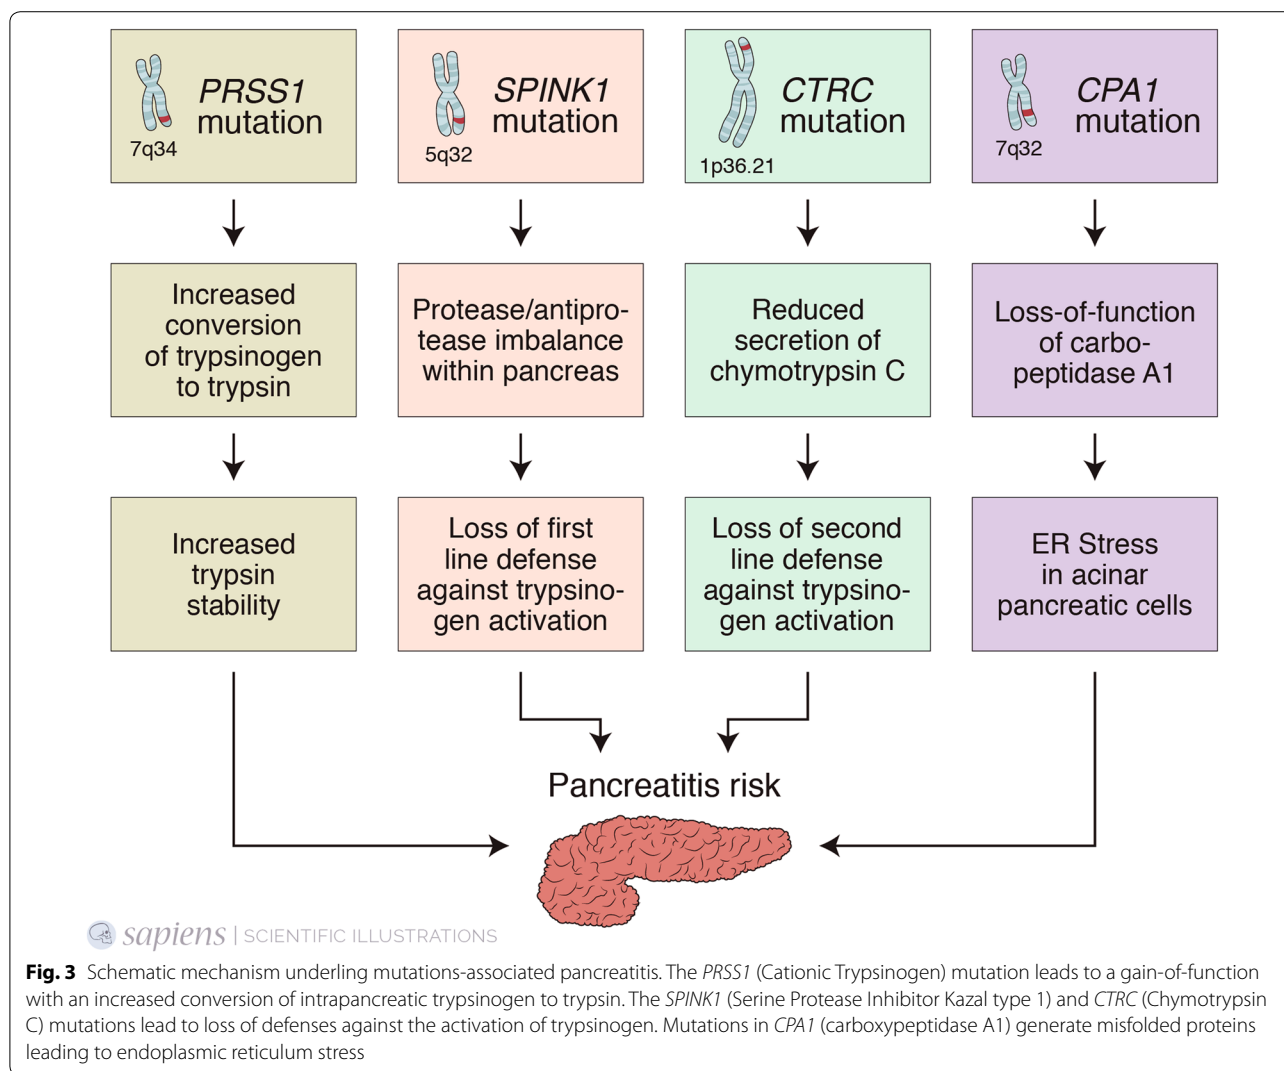 PRSS1
mutation
7q34
SPINK1
mutation
5q32
CTRC
mutation
1p36.21
CPA1
mutation
7q32
Increased
conversion
of trypsinogen
to trypsin
Protease/antipro-
tease imbalance
within pancreas
Reduced
secretion of
chymotrypsin C
Loss-of-function
of carbo-
peptidase A1
Increased
trypsin
stability
Loss of first
line defense
against trypsino-
gen activation
Loss of second
line defense
against trypsino-
gen activation
ER Stress
in acinar
pancreatic cells
Pancreatitis risk
sapiens | SCIENTIFIC ILLUSTRATIONS
Fig. 3 Schematic mechanism underling mutations-associated pancreatitis. The PRSS1 (Cationic Trypsinogen) mutation leads to a gain-of-function
with an increased conversion of intrapancreatic trypsinogen to trypsin. The SPINK1 (Serine Protease Inhibitor Kazal type 1) and CTRC (Chymotrypsin
C) mutations lead to loss of defenses against the activation of trypsinogen. Mutations in CPA1 (carboxypeptidase A1) generate misfolded proteins
leading to endoplasmic reticulum stress